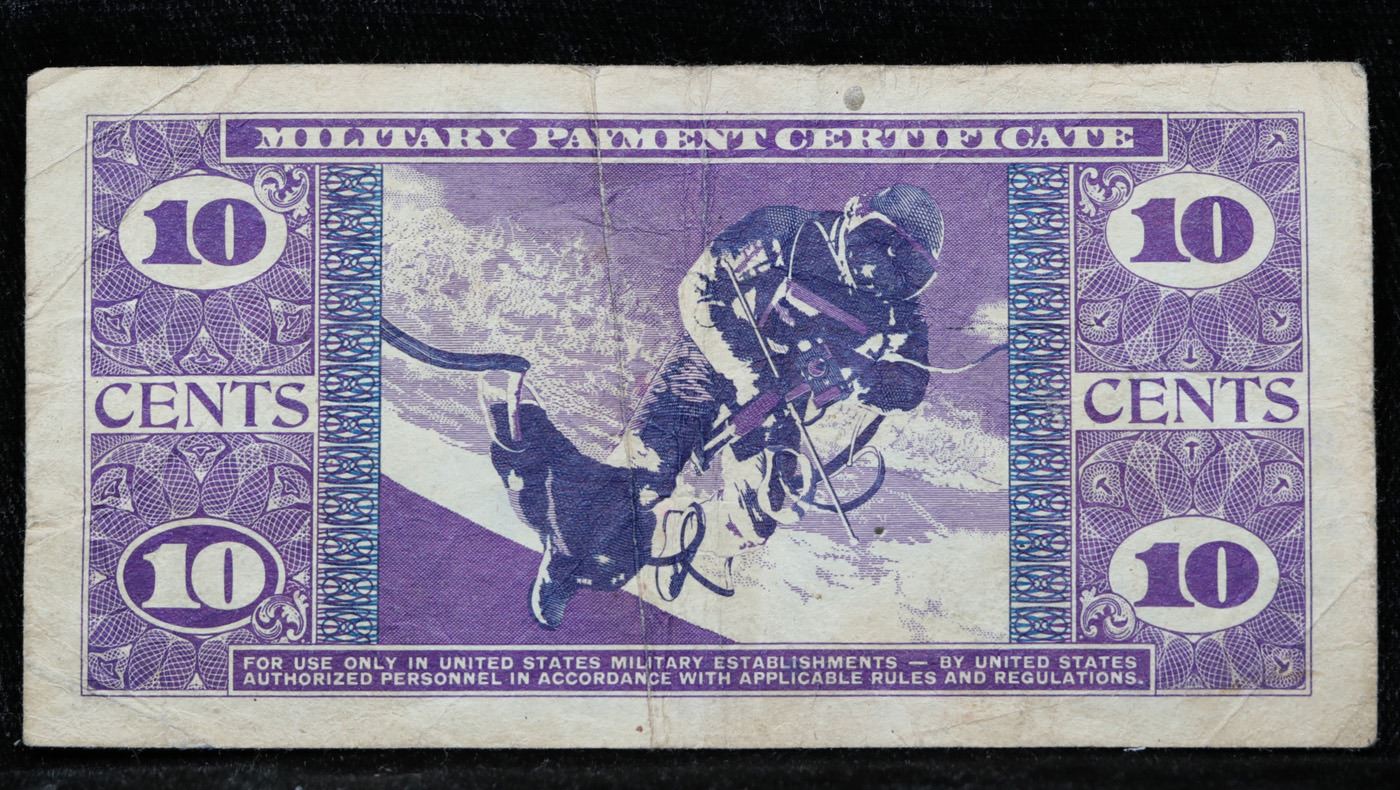 MILITARY PAYMENT CERTIFICATE
10
10
CENTS
CENTS
10
10
FOR USE ONLY IN UNITED STATES MILITARY ESTABLISHMENTS — BY UNITED STATES
AUTHORIZED PERSONNEL IN ACCORDANCE WITH APPLICABLE RULES AND REGULATIONS.